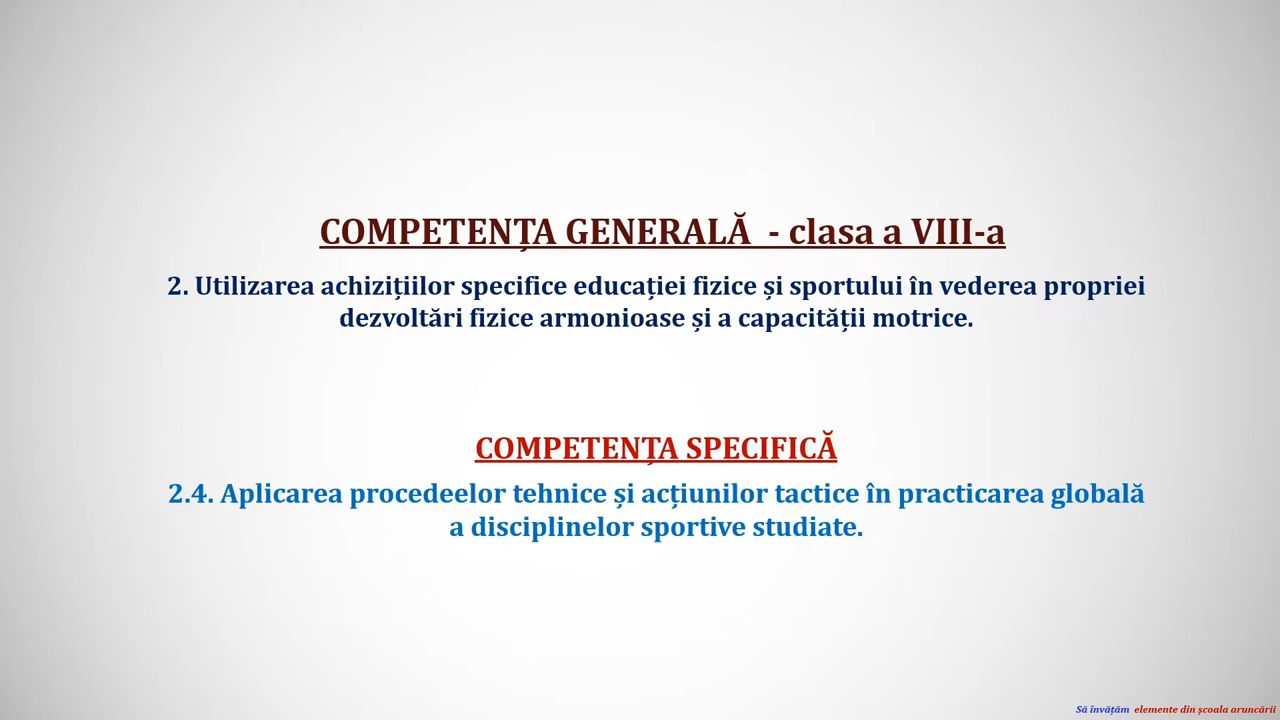 COMPETENȚA GENERALĂ - clasa a VIII-a
2. Utilizarea achizițiilor specifice educației fizice și sportului în vederea propriei
dezvoltări fizice armonioase și a capacității motrice.
COMPETENȚA SPECIFICĂ
2.4. Aplicarea procedeelor tehnice și acțiunilor tactice în practicarea globală
a disciplinelor sportive studiate.
Să învățăm elemente din școala aruncării